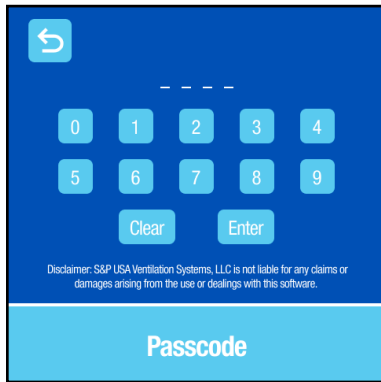 _ _ _ _
0 1 2 3 4
5 6 7 8 9
Clear Enter
Disclaimer: S&P USA Ventilation Systems, LLC is not liable for any claims or
damages arising from the use or dealings with this software.
Passcode